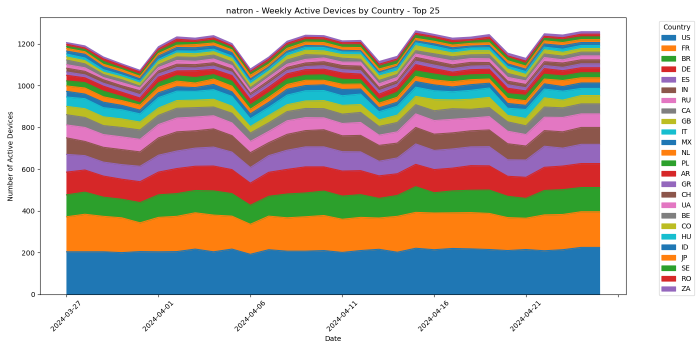 natron - Weekly Active Devices by Country - Top 25
Number of Active Devices
1200
1000
800
600
400
200
0
2024-03-27
2024-04-01
2024-04-06
2024-04-11
2024-04-16
2024-04-21
Date
Country
US
FR
BR
DE
ES
IN
RU
CA
GB
IT
MX
NL
PL
AR
GR
CH
UA
BE
CO
HU
ID
JP
SE
RO
ZA